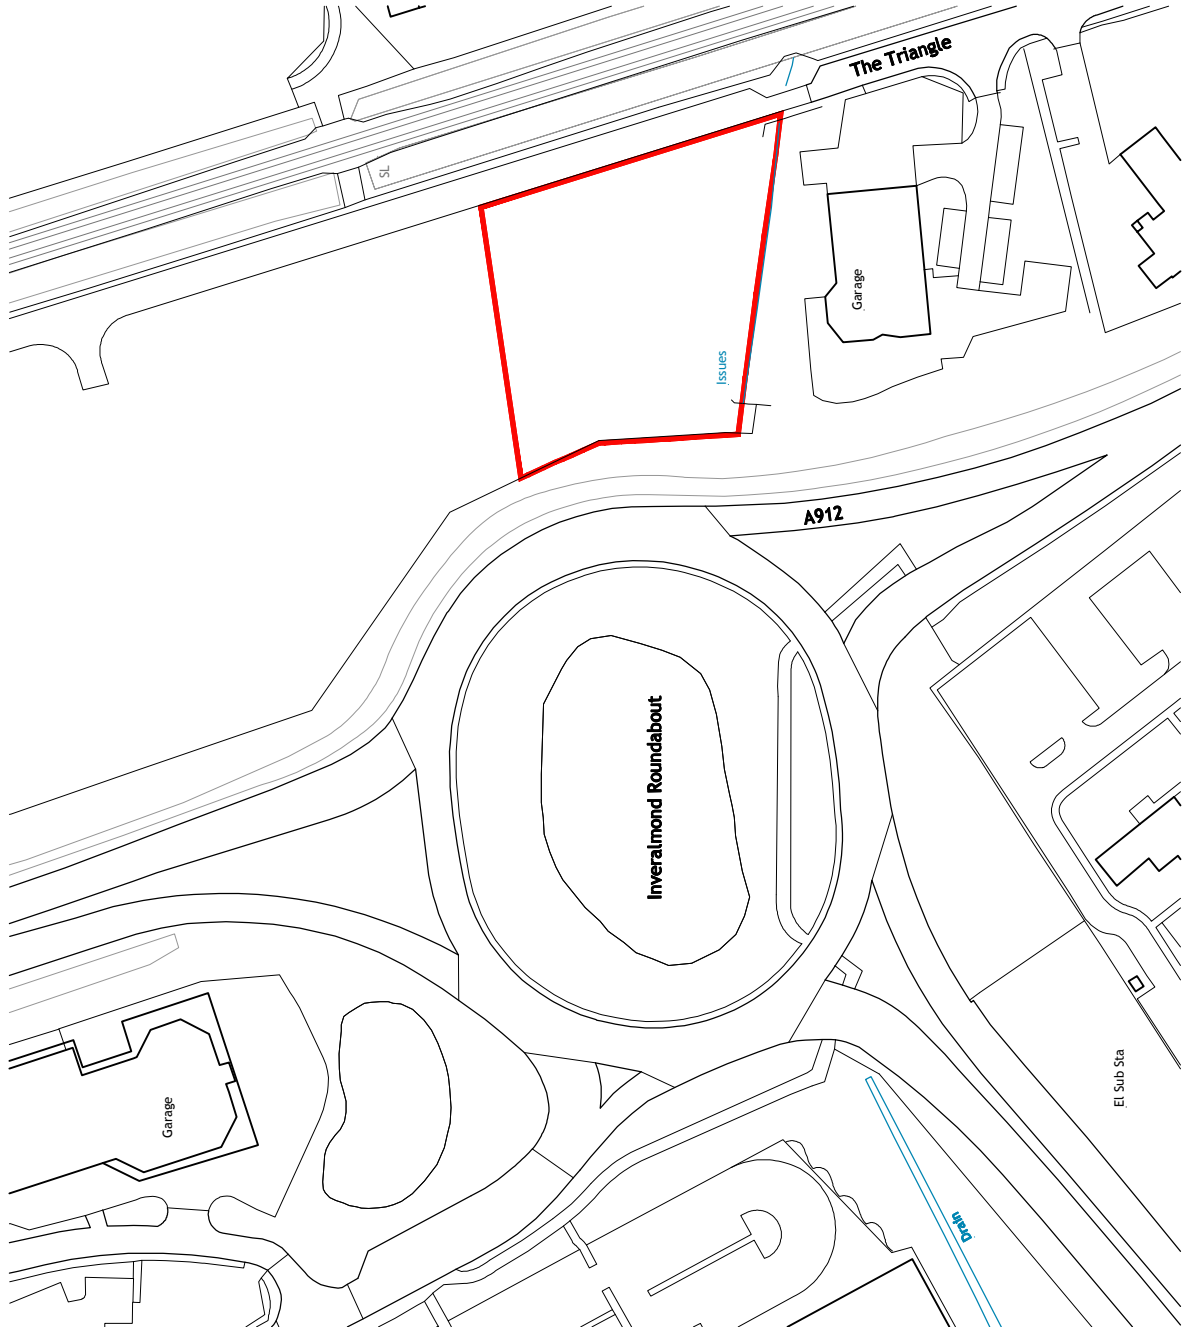 The Triangle
SL
Garage
Issues
A912
Inveralmond Roundabout
El Sub Sta
Garage
Drain